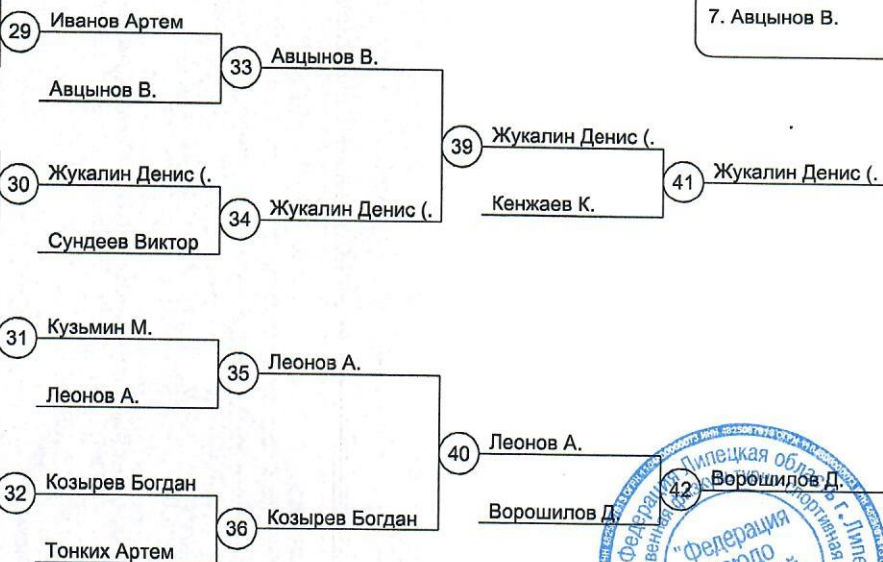 7. Авцынов В.
29 Иванов Артем
Авцынов В.
33 Авцынов В.
30 Жукалин Денис (.
Сундеев Виктор
34 Жукалин Денис (.
39 Жукалин Денис (.
Кенжаев К.
41 Жукалин Денис (.
31 Кузьмин М.
Леонов А.
35 Леонов А.
32 Козырев Богдан
Тонких Артем
36 Козырев Богдан
40 Леонов А.
Ворошилов Д.
42 Ворошилов Д.
Липецкая область г.
"Федерация